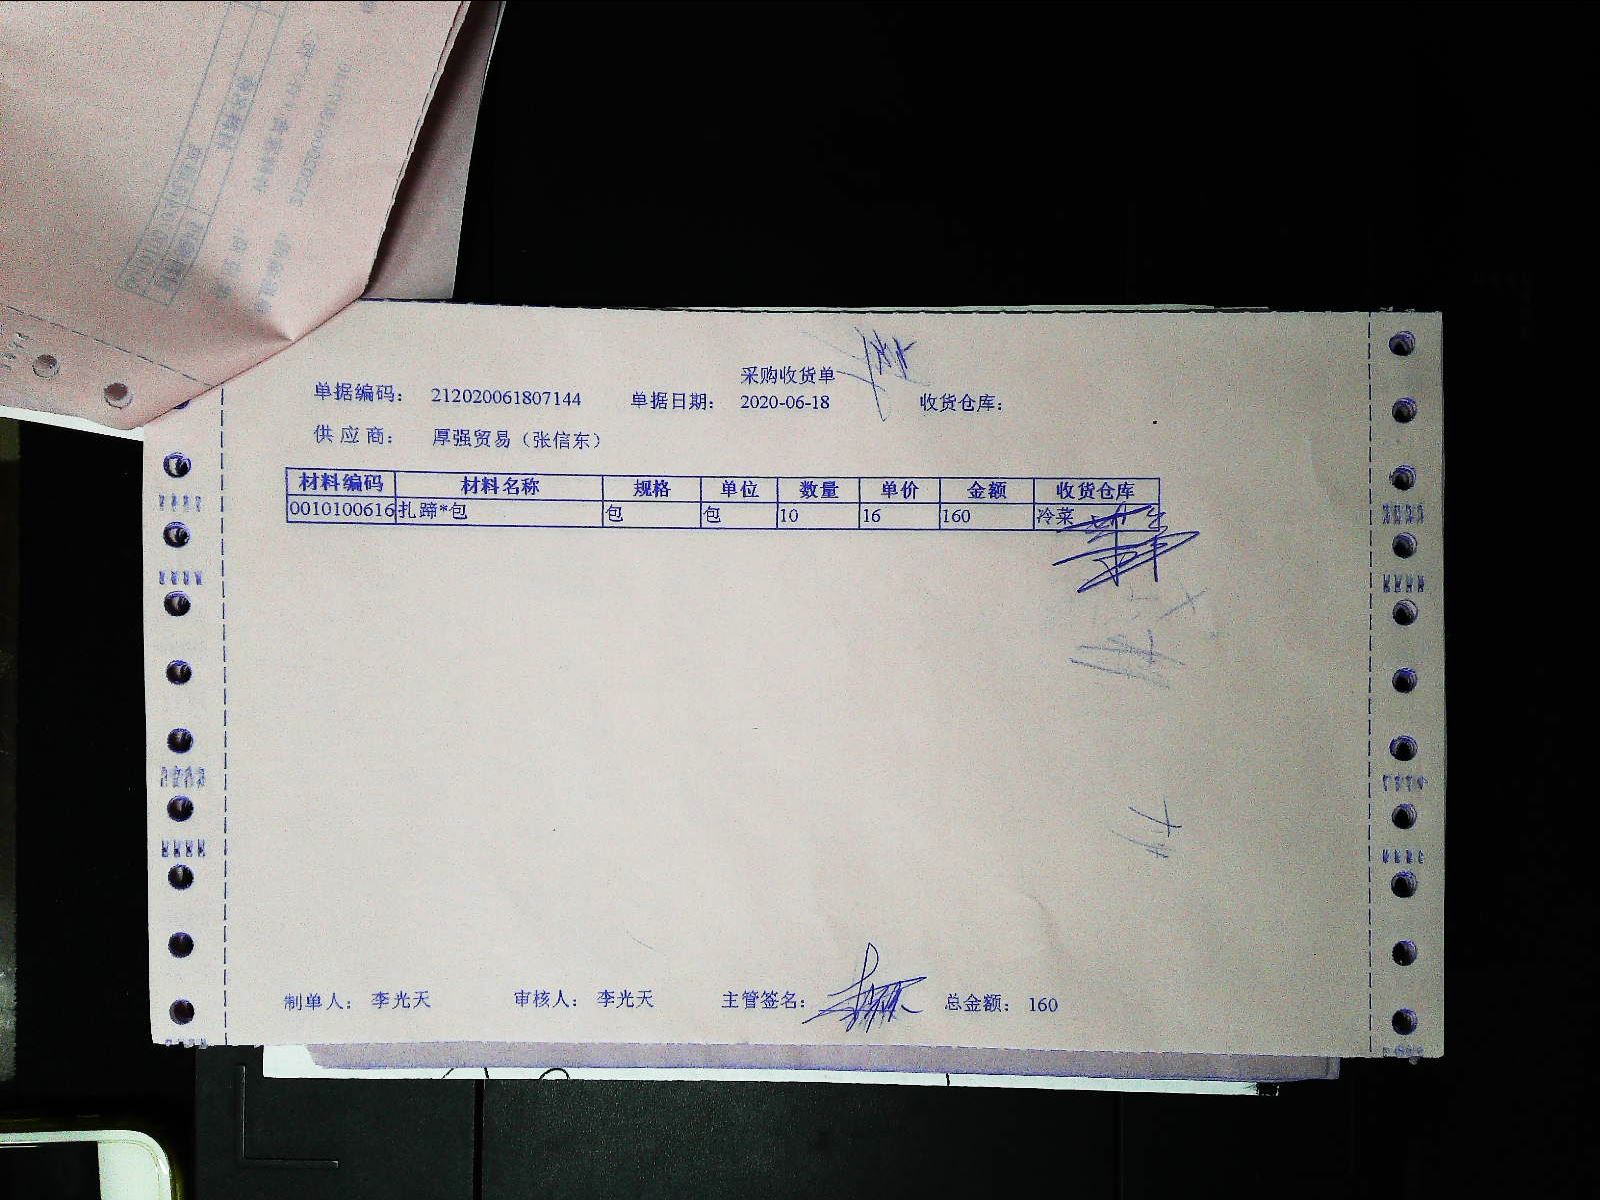 采购收货单
单据编码： 212020061807144 单据日期： 2020-06-18 收货仓库：
供应商： 厚强贸易（张信东）
材料编码 材料名称 规格 单位 数量 单价 金额 收货仓库
0010100616 扎蹄*包 包 包 10 16 160 冷菜
制单人： 李光天 审核人： 李光天 主管签名： 总金额： 160